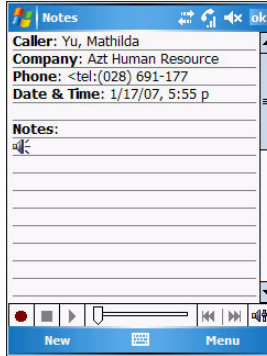 Notes
ok
Caller: Yu, Mathilda
Company: Azt Human Resource
Phone: <tel:(028) 691-177
Date & Time: 1/17/07, 5:55 p
Notes:
New
Menu